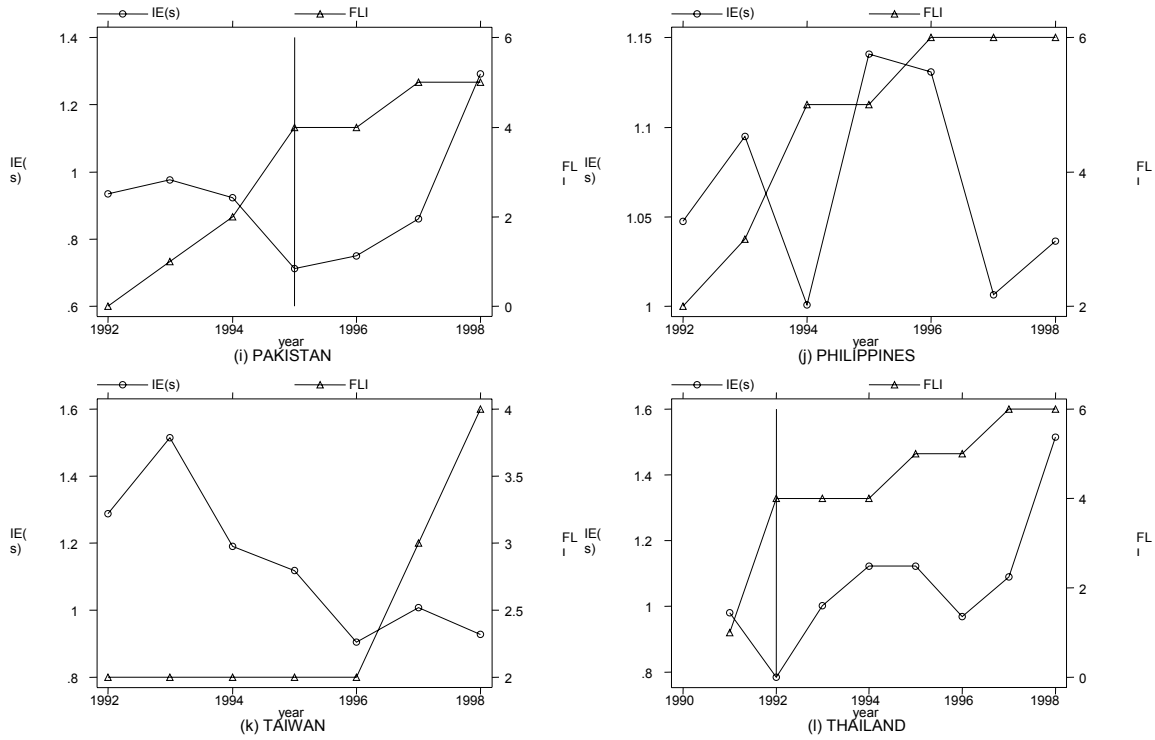 IE(s) FLI
1.4
1.2
1
.8
.6
IE(
s)
6
4
2
0
FL
I
1992 1994 1996 1998
year
(i) PAKISTAN
IE(s) FLI
1.15
1.1
1.05
1
IE(
s)
6
4
2
FL
I
1992 1994 1996 1998
year
(j) PHILIPPINES
IE(s) FLI
1.6
1.4
1.2
1
.8
IE(
s)
4
3.5
3
2.5
2
FL
I
1992 1994 1996 1998
year
(k) TAIWAN
IE(s) FLI
1.6
1.4
1.2
1
.8
IE(
s)
6
4
2
0
FL
I
1990 1992 1994 1996 1998
year
(l) THAILAND